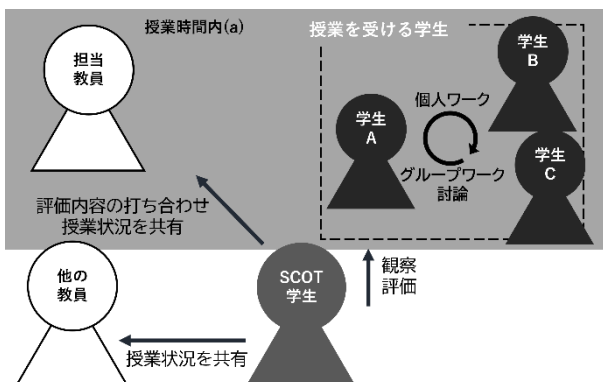 授業時間内(a)
授業を受ける学生
担当
教員
学生
A
学生
B
学生
C
個人ワーク
グループワーク
討論
評価内容の打ち合わせ
授業状況を共有
他の
教員
SCOT
学生
観察
評価
授業状況を共有